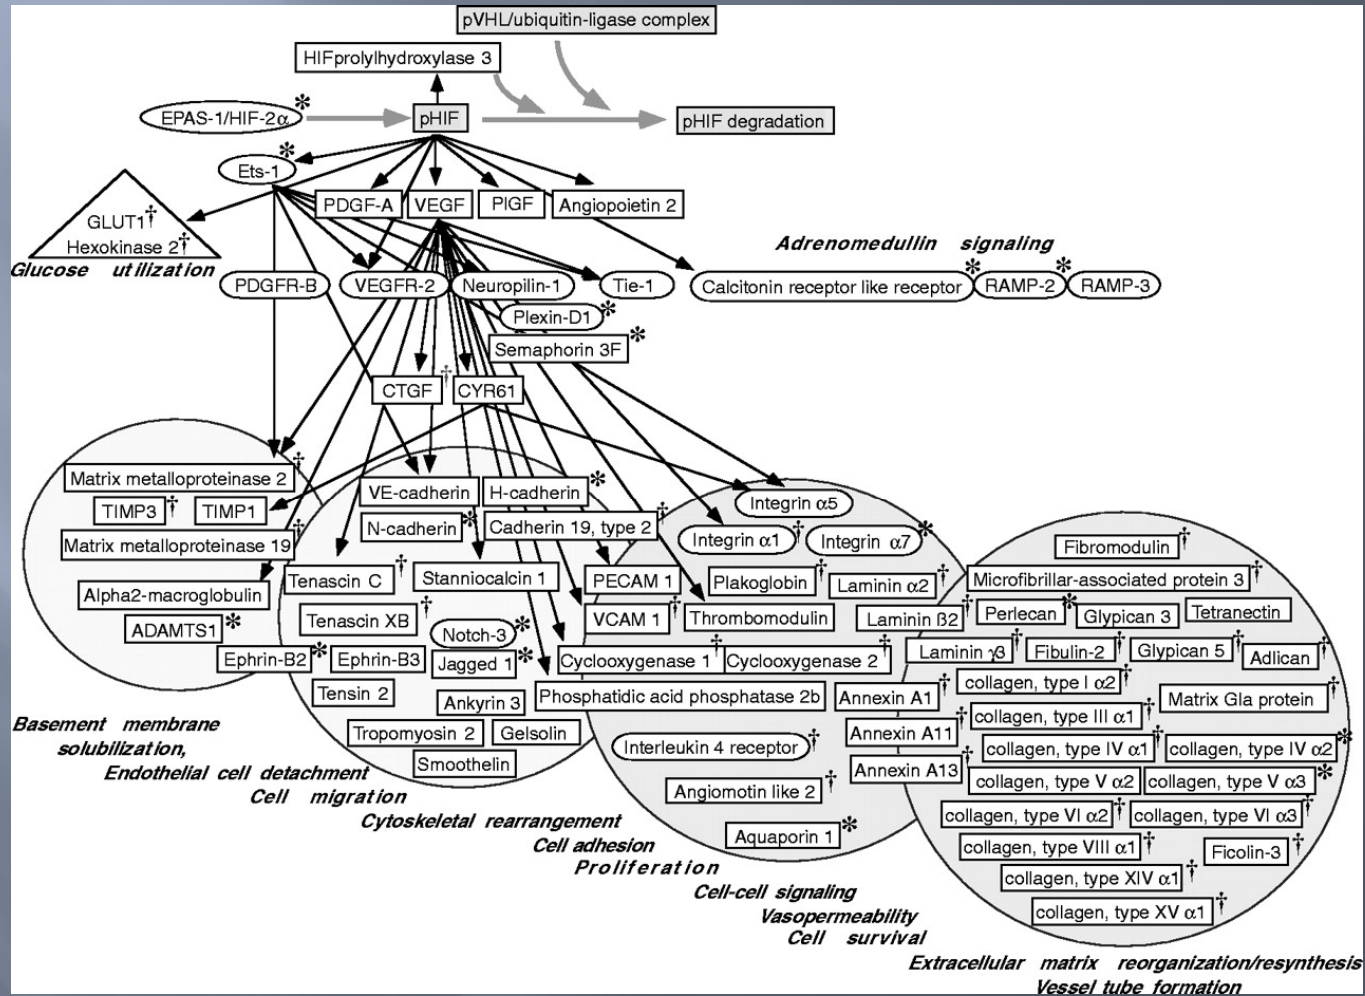 pVHL/ubiquitin-ligase complex
HIFprolylhydroxylase 3
EPAS-1/HIF-2α *
pHIF
pHIF degradation
Ets-1 *
GLUT1†
Hexokinase 2†
Glucose utilization
PDGF-A
VEGF
PlGF
Angiopoietin 2
Adrenomedullin signaling
PDGFR-B
VEGFR-2
Neuropilin-1
Tie-1
Calcitonin receptor like receptor *
RAMP-2 *
RAMP-3
Plexin-D1 *
Semaphorin 3F *
CTGF †
CYR61
Matrix metalloproteinase 2 †
TIMP3 †
TIMP1
Matrix metalloproteinase 19 †
Alpha2-macroglobulin
ADAMTS1 *
Ephrin-B2 *
Ephrin-B3
VE-cadherin
H-cadherin *
N-cadherin *
Cadherin 19, type 2 †
Tenascin C †
Stanniocalcin 1
Tenascin XB †
Notch-3 *
Jagged 1 *
Tensin 2
Ankyrin 3
Tropomyosin 2
Gelsolin
Smoothelin
Integrin α5
Integrin α1 †
Integrin α7 *
PECAM 1
Plakoglobin †
Laminin α2 †
VCAM 1 †
Thrombomodulin
Laminin ß2 †
Cyclooxygenase 1 †
Cyclooxygenase 2 †
Laminin γ3 †
Phosphatidic acid phosphatase 2b
Annexin A1 †
Annexin A11 †
Interleukin 4 receptor †
Annexin A13 †
Angiomotin like 2 †
Aquaporin 1 *
Fibromodulin †
Microfibrillar-associated protein 3 †
Perlecan *
Glypican 3
Tetranectin
Fibulin-2 †
Glypican 5 †
Adlican †
collagen, type I α2 †
Matrix Gla protein †
collagen, type III α1 †
collagen, type IV α1 †
collagen, type IV α2 *
collagen, type V α2
collagen, type V α3 *
collagen, type VI α2 †
collagen, type VI α3 †
collagen, type VIII α1 †
Ficolin-3 †
collagen, type XIV α1 †
collagen, type XV α1 †
Basement membrane
solubilization,
Endothelial cell detachment
Cell migration
Cytoskeletal rearrangement
Cell adhesion
Proliferation
Cell-cell signaling
Vasopermeability
Cell survival
Extracellular matrix reorganization/resynthesis
Vessel tube formation